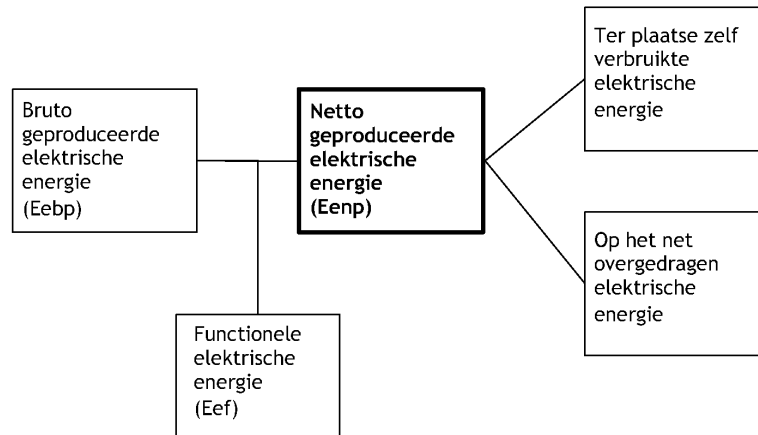 Bruto
geproduceerde
elektrische
energie
(Eebp)
Netto
geproduceerde
elektrische
energie
(Eenp)
Ter plaatse zelf
verbruikte
elektrische
energie
Op het net
overgedragen
elektrische
energie
Functionele
elektrische
energie
(Eef)